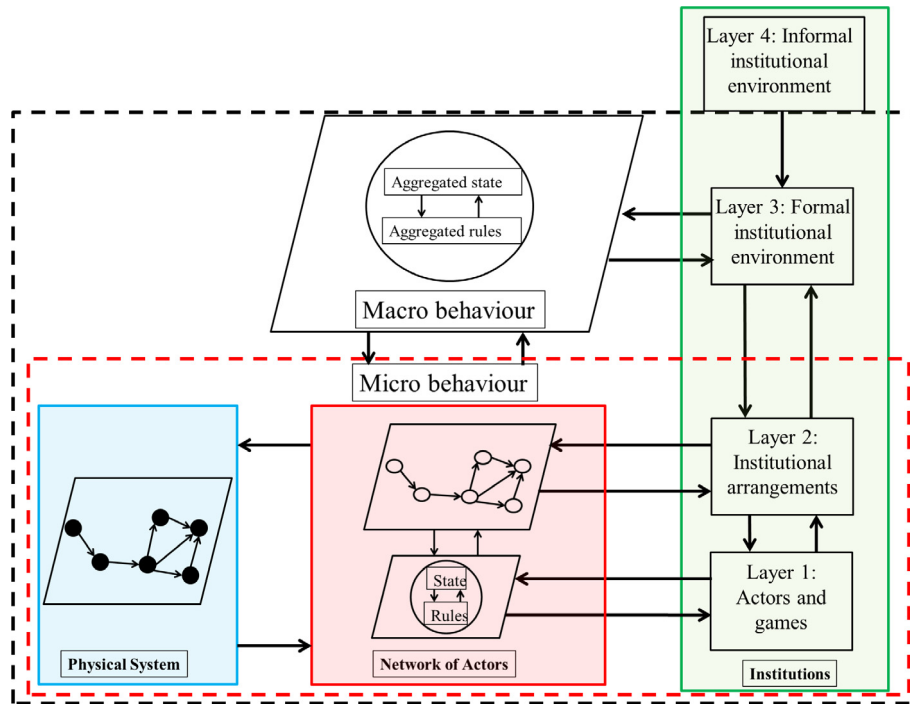 Layer 4: Informal
institutional
environment
Aggregated state
Aggregated rules
Macro behaviour
Layer 3: Formal
institutional
environment
Micro behaviour
Layer 2:
Institutional
arrangements
State
Rules
Layer 1:
Actors and
games
Physical System
Network of Actors
Institutions